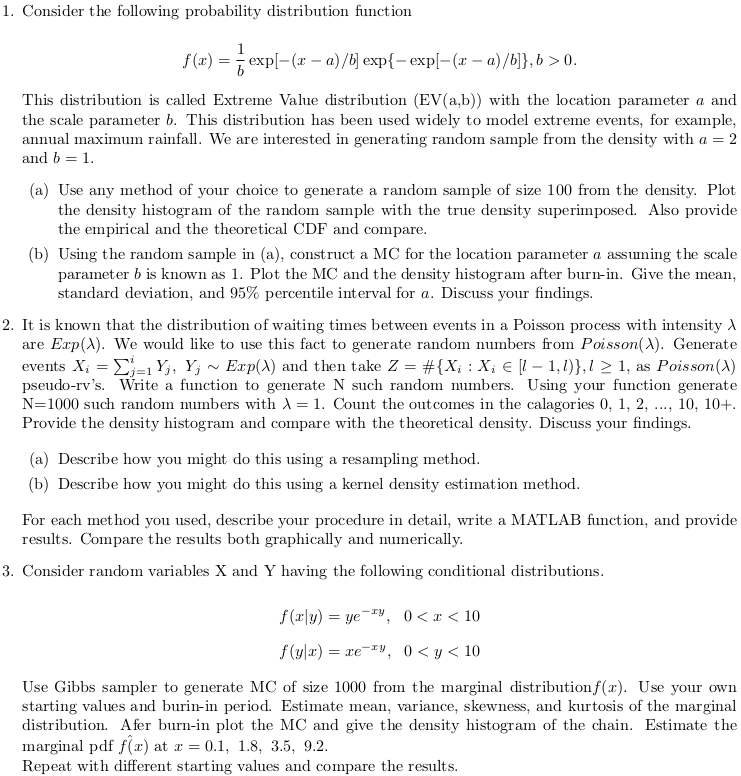 1. Consider the following probability distribution function
f(x) = 1/b exp[−(x − a)/b] exp{− exp[−(x − a)/b]}, b > 0.
This distribution is called Extreme Value distribution (EV(a,b)) with the location parameter a and
the scale parameter b. This distribution has been used widely to model extreme events, for example,
annual maximum rainfall. We are interested in generating random sample from the density with a = 2
and b = 1.
(a) Use any method of your choice to generate a random sample of size 100 from the density. Plot
the density histogram of the random sample with the true density superimposed. Also provide
the empirical and the theoretical CDF and compare.
(b) Using the random sample in (a), construct a MC for the location parameter a assuming the scale
parameter b is known as 1. Plot the MC and the density histogram after burn-in. Give the mean,
standard deviation, and 95% percentile interval for a. Discuss your findings.
2. It is known that the distribution of waiting times between events in a Poisson process with intensity λ
are Exp(λ). We would like to use this fact to generate random numbers from Poisson(λ). Generate
events X_i = ∑_{j=1}^{i} Y_j, Y_j ∼ Exp(λ) and then take Z = #{X_i : X_i ∈ [l − 1, l)}, l ≥ 1, as Poisson(λ)
pseudo-rv's. Write a function to generate N such random numbers. Using your function generate
N=1000 such random numbers with λ = 1. Count the outcomes in the calagories 0, 1, 2, ..., 10, 10+.
Provide the density histogram and compare with the theoretical density. Discuss your findings.
(a) Describe how you might do this using a resampling method.
(b) Describe how you might do this using a kernel density estimation method.
For each method you used, describe your procedure in detail, write a MATLAB function, and provide
results. Compare the results both graphically and numerically.
3. Consider random variables X and Y having the following conditional distributions.
f(x|y) = ye^{−xy}, 0 < x < 10
f(y|x) = xe^{−xy}, 0 < y < 10
Use Gibbs sampler to generate MC of size 1000 from the marginal distributionf(x). Use your own
starting values and burin-in period. Estimate mean, variance, skewness, and kurtosis of the marginal
distribution. Afer burn-in plot the MC and give the density histogram of the chain. Estimate the
marginal pdf f̂(x) at x = 0.1, 1.8, 3.5, 9.2.
Repeat with different starting values and compare the results.